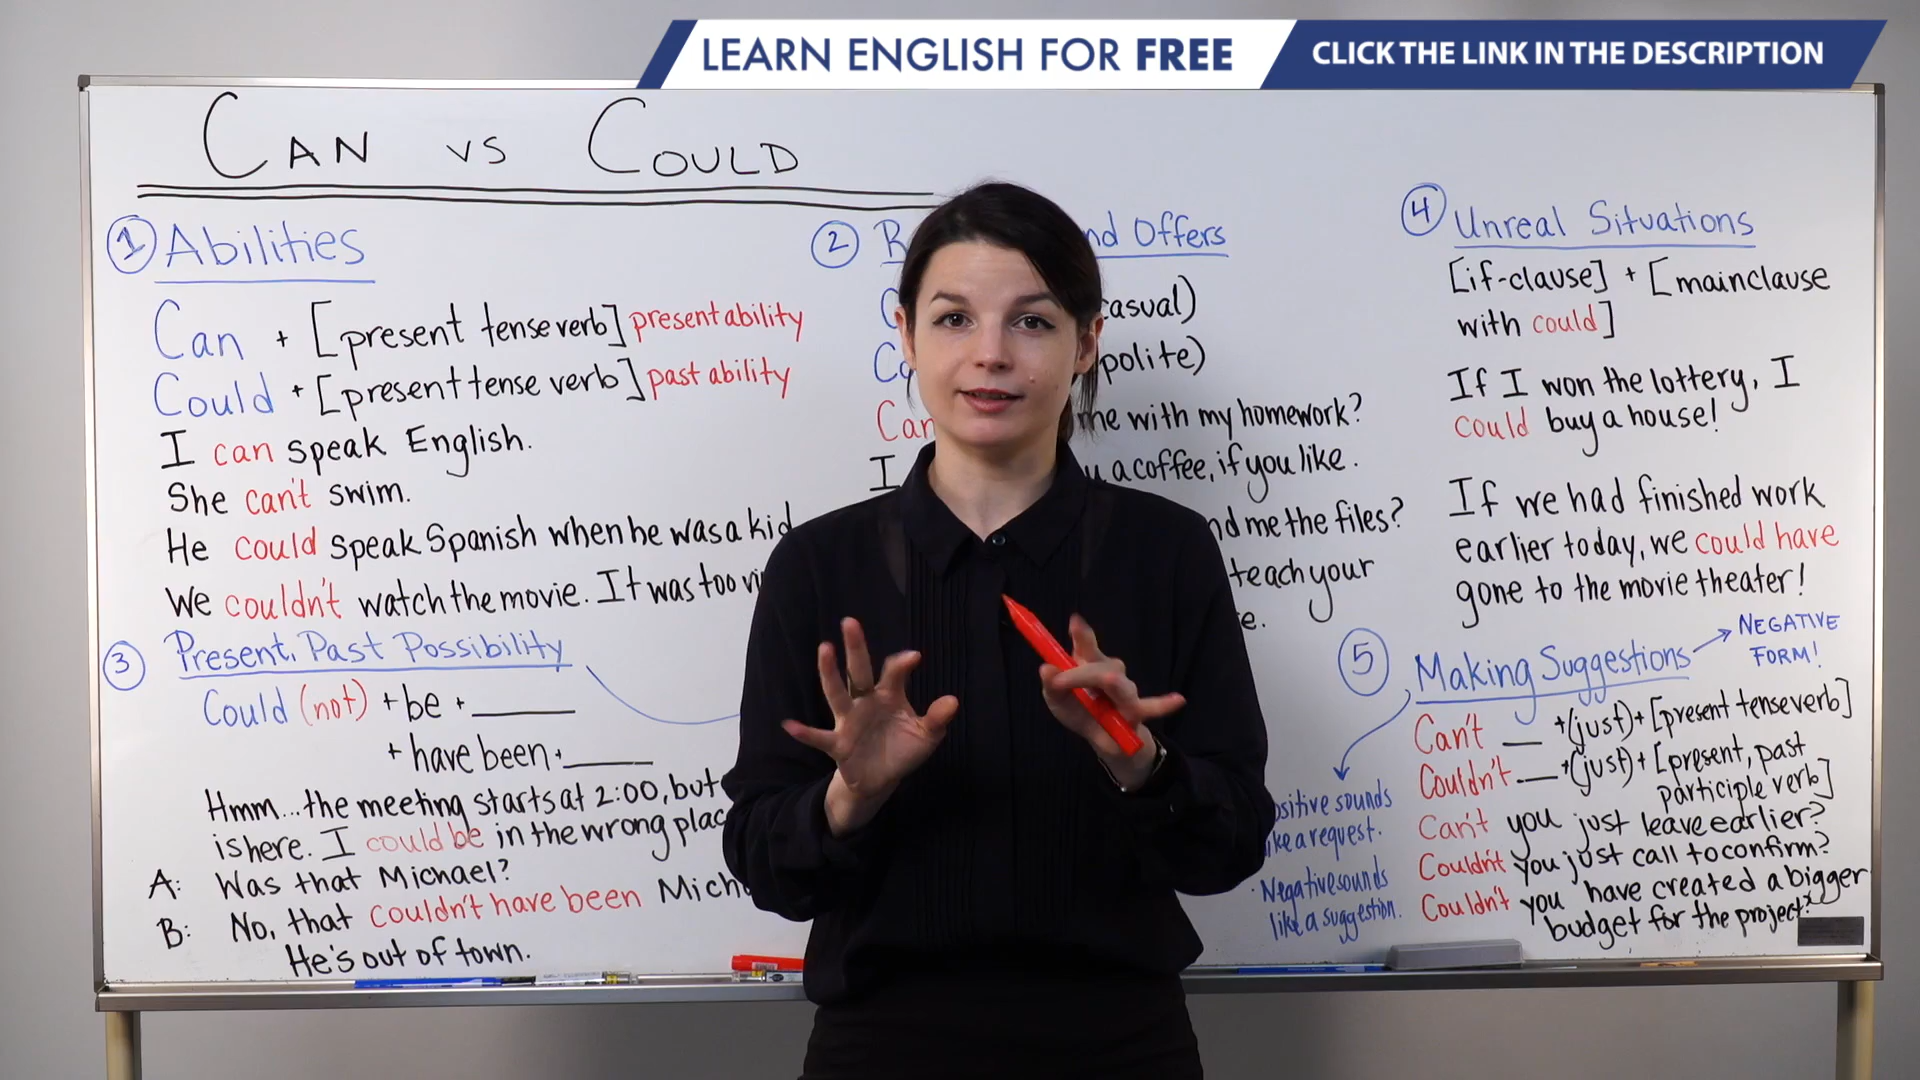 LEARN ENGLISH FOR FREE
CLICK THE LINK IN THE DESCRIPTION
CAN VS COULD
1 Abilities
Can + [present tense verb] present ability
Could + [present tense verb] past ability
I can speak English.
She can't swim.
He could speak Spanish when he was a kid
We couldn't watch the movie. It was too
2
and Offers
casual)
polite)
Can
me with my homework?
I
a coffee, if you like.
me the files?
teach your
3 Present, Past Possibility
Could (not) + be + ______
+ have been + ______
Hmm...the meeting starts at 2:00, but
is here. I could be in the wrong
A: Was that Michael?
B: No, that couldn't have been
He's out of town.
4 Unreal Situations
[if-clause] + [main clause
with could]
If I won the lottery, I
could buy a house!
If we had finished work
earlier today, we could have
gone to the movie theater!
5 Making Suggestions
NEGATIVE
FORM!
Can't __ + (just) + [present tense verb]
Couldn't __ + (just) + [present, past
participle verb]
Can't you just leave earlier?
Couldn't you just call to confirm?
Couldn't you have created a bigger
budget for the project?
sounds
a request.
Negative sounds
like a suggestion.